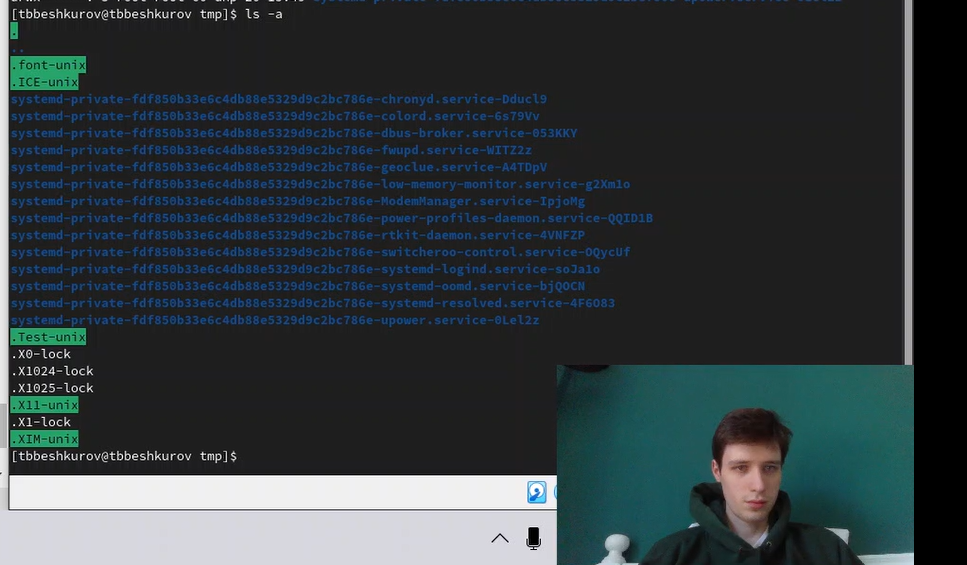 [tbbeshkurov@tbbeshkurov tmp]$ ls -a
.
..
.font-unix
.ICE-unix
systemd-private-fdf850b33e6c4db88e5329d9c2bc786e-chronyd.service-Dducl9
systemd-private-fdf850b33e6c4db88e5329d9c2bc786e-colord.service-6s79Vv
systemd-private-fdf850b33e6c4db88e5329d9c2bc786e-dbus-broker.service-053KKY
systemd-private-fdf850b33e6c4db88e5329d9c2bc786e-fwupd.service-WITZ2z
systemd-private-fdf850b33e6c4db88e5329d9c2bc786e-geoclue.service-A4TDpV
systemd-private-fdf850b33e6c4db88e5329d9c2bc786e-low-memory-monitor.service-g2Xm1o
systemd-private-fdf850b33e6c4db88e5329d9c2bc786e-ModemManager.service-IpjoMg
systemd-private-fdf850b33e6c4db88e5329d9c2bc786e-power-profiles-daemon.service-QQID1B
systemd-private-fdf850b33e6c4db88e5329d9c2bc786e-rtkit-daemon.service-4VNFZP
systemd-private-fdf850b33e6c4db88e5329d9c2bc786e-switcheroo-control.service-OQycUf
systemd-private-fdf850b33e6c4db88e5329d9c2bc786e-systemd-logind.service-soJa1o
systemd-private-fdf850b33e6c4db88e5329d9c2bc786e-systemd-oomd.service-bjQOCN
systemd-private-fdf850b33e6c4db88e5329d9c2bc786e-systemd-resolved.service-4F6O83
systemd-private-fdf850b33e6c4db88e5329d9c2bc786e-upower.service-0Lel2z
.Test-unix
.X0-lock
.X1024-lock
.X1025-lock
.X11-unix
.X1-lock
.XIM-unix
[tbbeshkurov@tbbeshkurov tmp]$